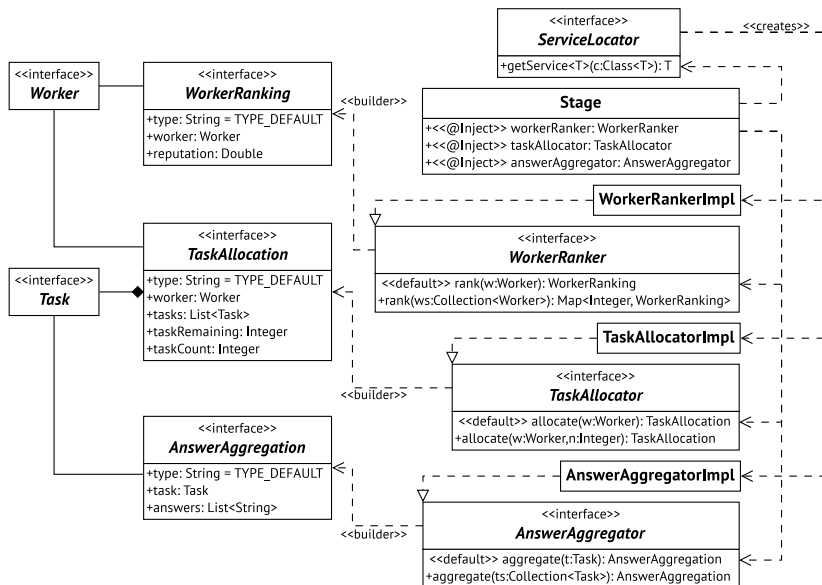 <<interface>>
ServiceLocator
+getService<T>(c:Class<T>): T
<<creates>>
<<interface>>
Worker
<<interface>>
WorkerRanking
+type: String = TYPE_DEFAULT
+worker: Worker
+reputation: Double
<<builder>>
Stage
+<<@Inject>> workerRanker: WorkerRanker
+<<@Inject>> taskAllocator: TaskAllocator
+<<@Inject>> answerAggregator: AnswerAggregator
WorkerRankerImpl
<<interface>>
WorkerRanker
<<default>> rank(w:Worker): WorkerRanking
+rank(ws:Collection<Worker>): Map<Integer, WorkerRanking>
<<interface>>
TaskAllocation
+type: String = TYPE_DEFAULT
+worker: Worker
+tasks: List<Task>
+taskRemaining: Integer
+taskCount: Integer
<<interface>>
Task
TaskAllocatorImpl
<<interface>>
TaskAllocator
<<default>> allocate(w:Worker): TaskAllocation
+allocate(w:Worker,n:Integer): TaskAllocation
<<builder>>
<<interface>>
AnswerAggregation
+type: String = TYPE_DEFAULT
+task: Task
+answers: List<String>
AnswerAggregatorImpl
<<builder>>
<<interface>>
AnswerAggregator
<<default>> aggregate(t:Task): AnswerAggregation
+aggregate(ts:Collection<Task>): AnswerAggregation